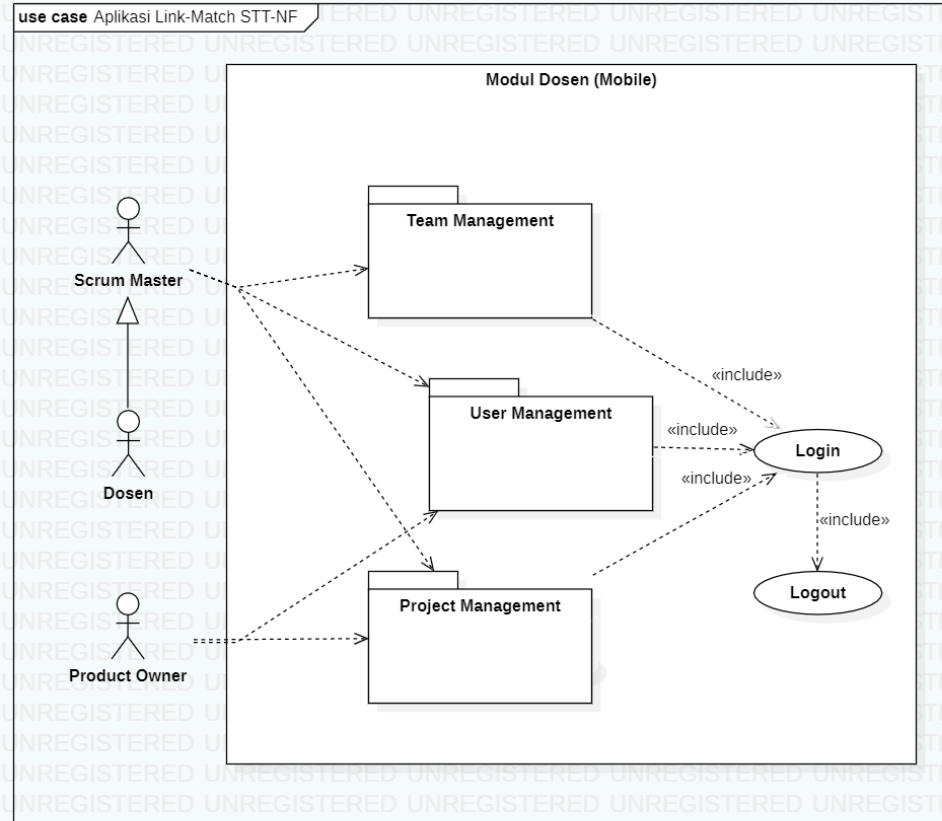 use case Aplikasi Link-Match STT-NF
Modul Dosen (Mobile)
Team Management
Scrum Master
«include»
User Management
«include»
Login
«include»
Dosen
«include»
Project Management
Logout
Product Owner
UNREGISTERED